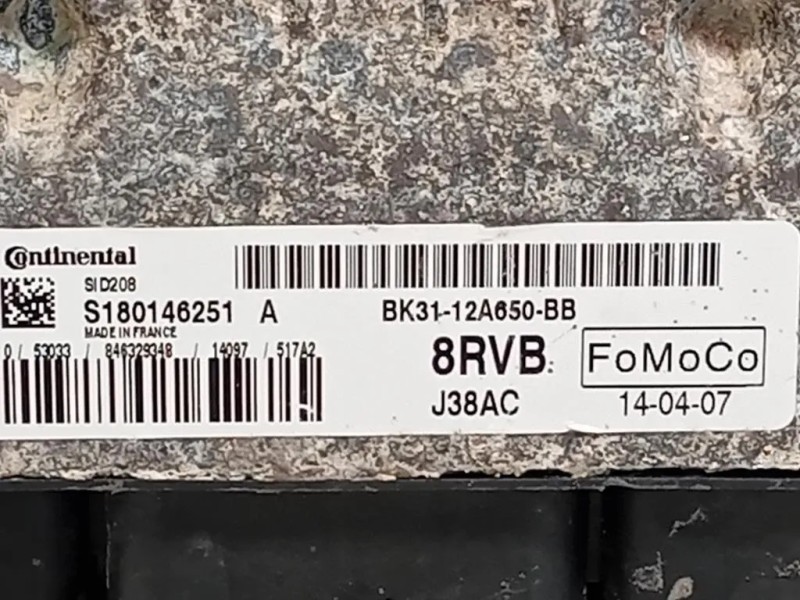 Continental
SID208
S180146251 A BK31-12A650-BB
MADE IN FRANCE
0/ 53033 / 846329348 / 14097 / 517A2
8RVB FoMoCo
J38AC 14-04-07